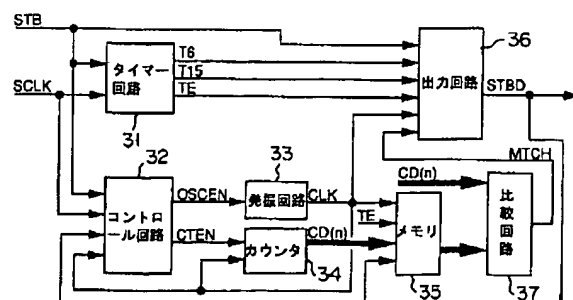 STB
SCLK
タイマー
回路
31
T6
T15
TE
36
出力回路
STBD
MTCH
32
コントロ
ール回路
OSCEN
CTEN
33
発振回路
CLK
カウンタ
34
CD(n)
TE
メモリ
35
CD(n)
比較回路
37